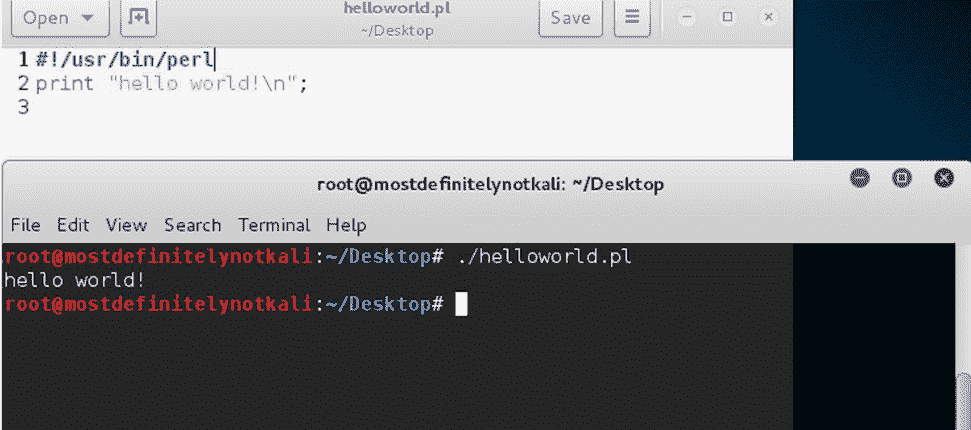 helloworld.pl
Open Save
~/Desktop
1 #!/usr/bin/perl
2 print "hello world!\n";
3
root@mostdefinitelynotkali: ~/Desktop
File Edit View Search Terminal Help
root@mostdefinitelynotkali:~/Desktop# ./helloworld.pl
hello world!
root@mostdefinitelynotkali:~/Desktop#